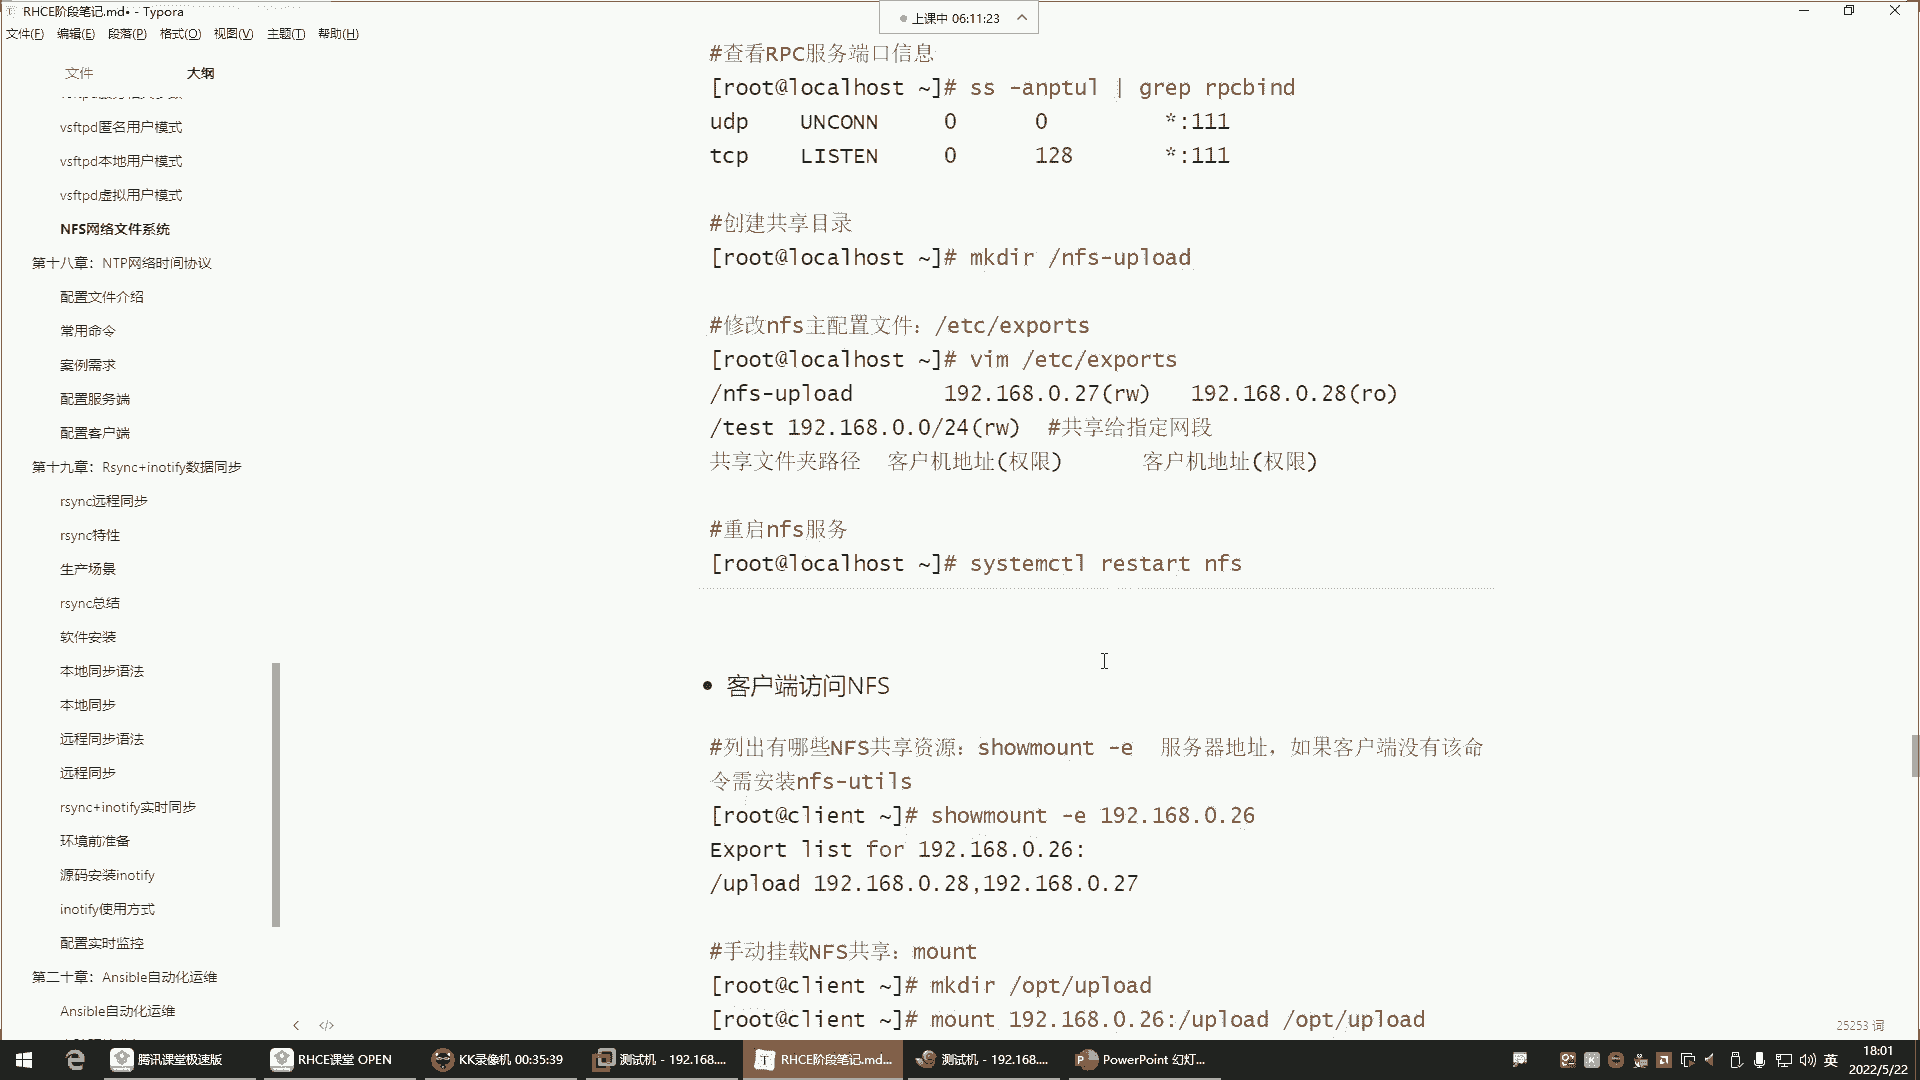 RHCE阶段笔记.md• - Typora
上课中 06:11:23
文件(F) 编辑(E) 段落(P) 格式(O) 视图(V) 主题(T) 帮助(H)
文件 大纲
vsftpd匿名用户模式
vsftpd本地用户模式
vsftpd虚拟用户模式
NFS网络文件系统
第十八章：NTP网络时间协议
配置文件介绍
常用命令
案例需求
配置服务端
配置客户端
第十九章：Rsync+inotify数据同步
rsync远程同步
rsync特性
生产场景
rsync总结
软件安装
本地同步语法
本地同步
远程同步语法
远程同步
rsync+inotify实时同步
环境前准备
源码安装inotify
inotify使用方式
配置实时监控
第二十章：Ansible自动化运维
Ansible自动化运维
#查看RPC服务端口信息
[root@localhost ~]# ss -anptul | grep rpcbind
udp UNCONN 0 0 *:111
tcp LISTEN 0 128 *:111
#创建共享目录
[root@localhost ~]# mkdir /nfs-upload
#修改nfs主配置文件：/etc/exports
[root@localhost ~]# vim /etc/exports
/nfs-upload 192.168.0.27(rw) 192.168.0.28(ro)
/test 192.168.0.0/24(rw) #共享给指定网段
共享文件夹路径 客户机地址(权限) 客户机地址(权限)
#重启nfs服务
[root@localhost ~]# systemctl restart nfs
• 客户端访问NFS
#列出有哪些NFS共享资源：showmount -e 服务器地址，如果客户端没有该命
令需安装nfs-utils
[root@client ~]# showmount -e 192.168.0.26
Export list for 192.168.0.26:
/upload 192.168.0.28,192.168.0.27
#手动挂载NFS共享：mount
[root@client ~]# mkdir /opt/upload
[root@client ~]# mount 192.168.0.26:/upload /opt/upload
25253 词
腾讯课堂极速版
RHCE课堂 OPEN
KK录像机 00:35:39
测试机 - 192.168....
RHCE阶段笔记.md...
测试机 - 192.168....
PowerPoint 幻灯...
英
18:01
2022/5/22